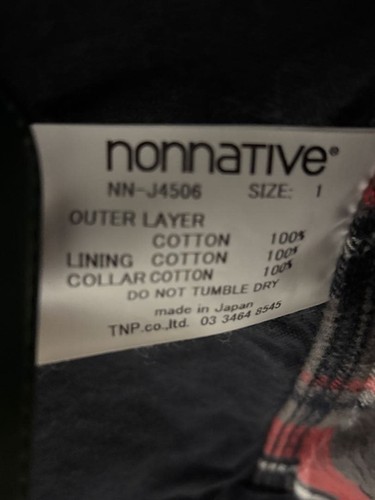 nonnative®
NN-J4506 SIZE: 1
OUTER LAYER
COTTON 100%
LINING COTTON 100%
COLLAR COTTON 100%
DO NOT TUMBLE DRY
made in Japan
TNP.co.,ltd. 03 3464 8545